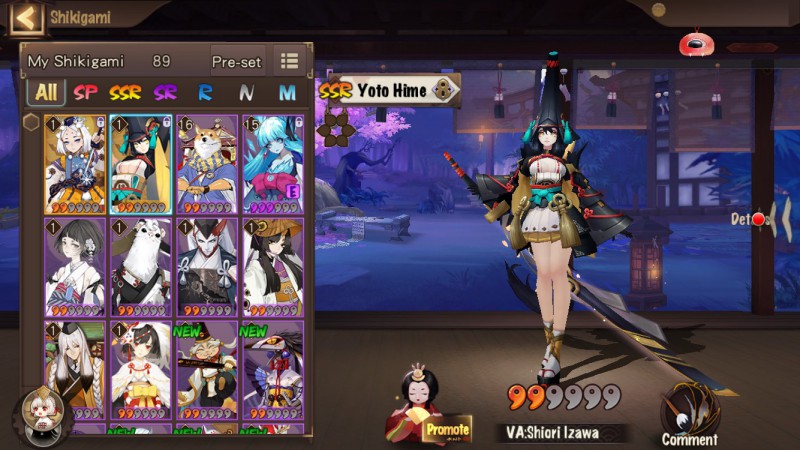 Shikigami
My Shikigami 89 Pre-set
All SP SSR SR R N M
SSR Yoto Hime
1 1 16 15
E
1 1 1 1
1 1 NEW NEW
Promote
VA:Shiori Izawa
Comment